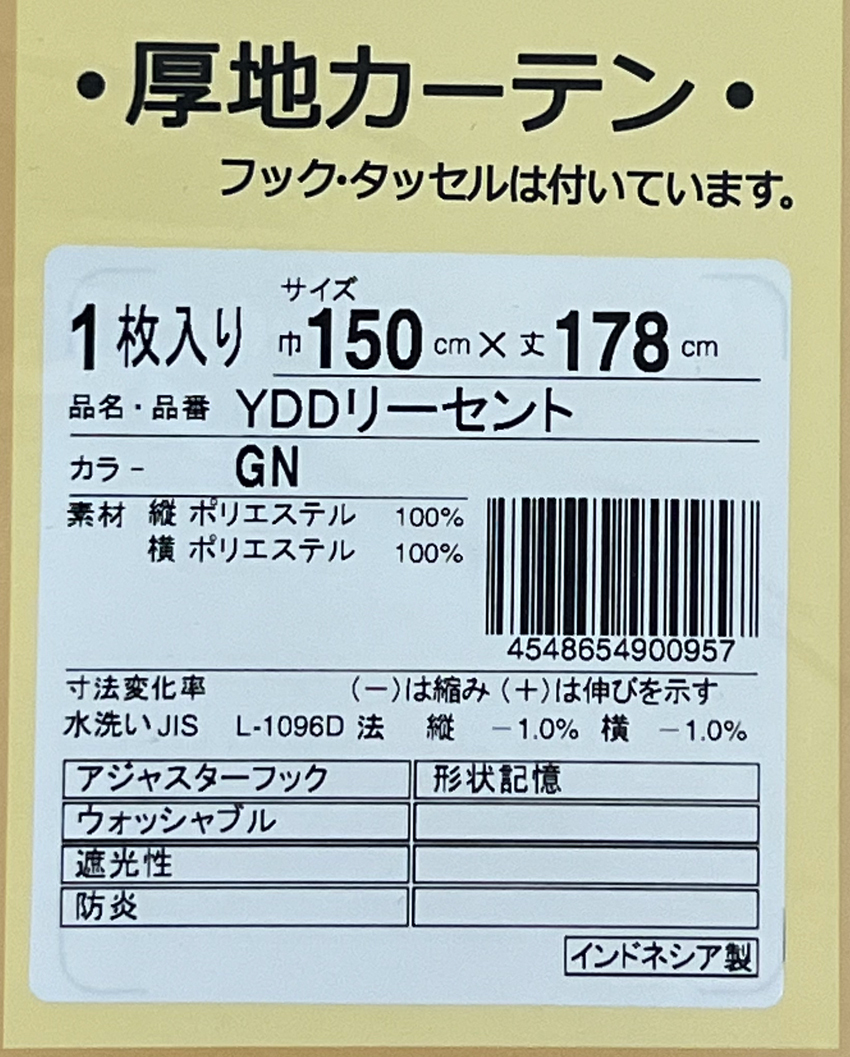 ・厚地カーテン・
フック・タッセルは付いています。
サイズ
1枚入り 巾150cm×丈178cm
品名・品番 YDDリーセント
カラー GN
素材 縦 ポリエステル 100%
横 ポリエステル 100%
4548654900957
寸法変化率 (－)は縮み(＋)は伸びを示す
水洗いJIS L-1096D 法 縦 －1.0% 横 －1.0%
アジャスターフック 形状記憶
ウォッシャブル
遮光性
防炎
インドネシア製